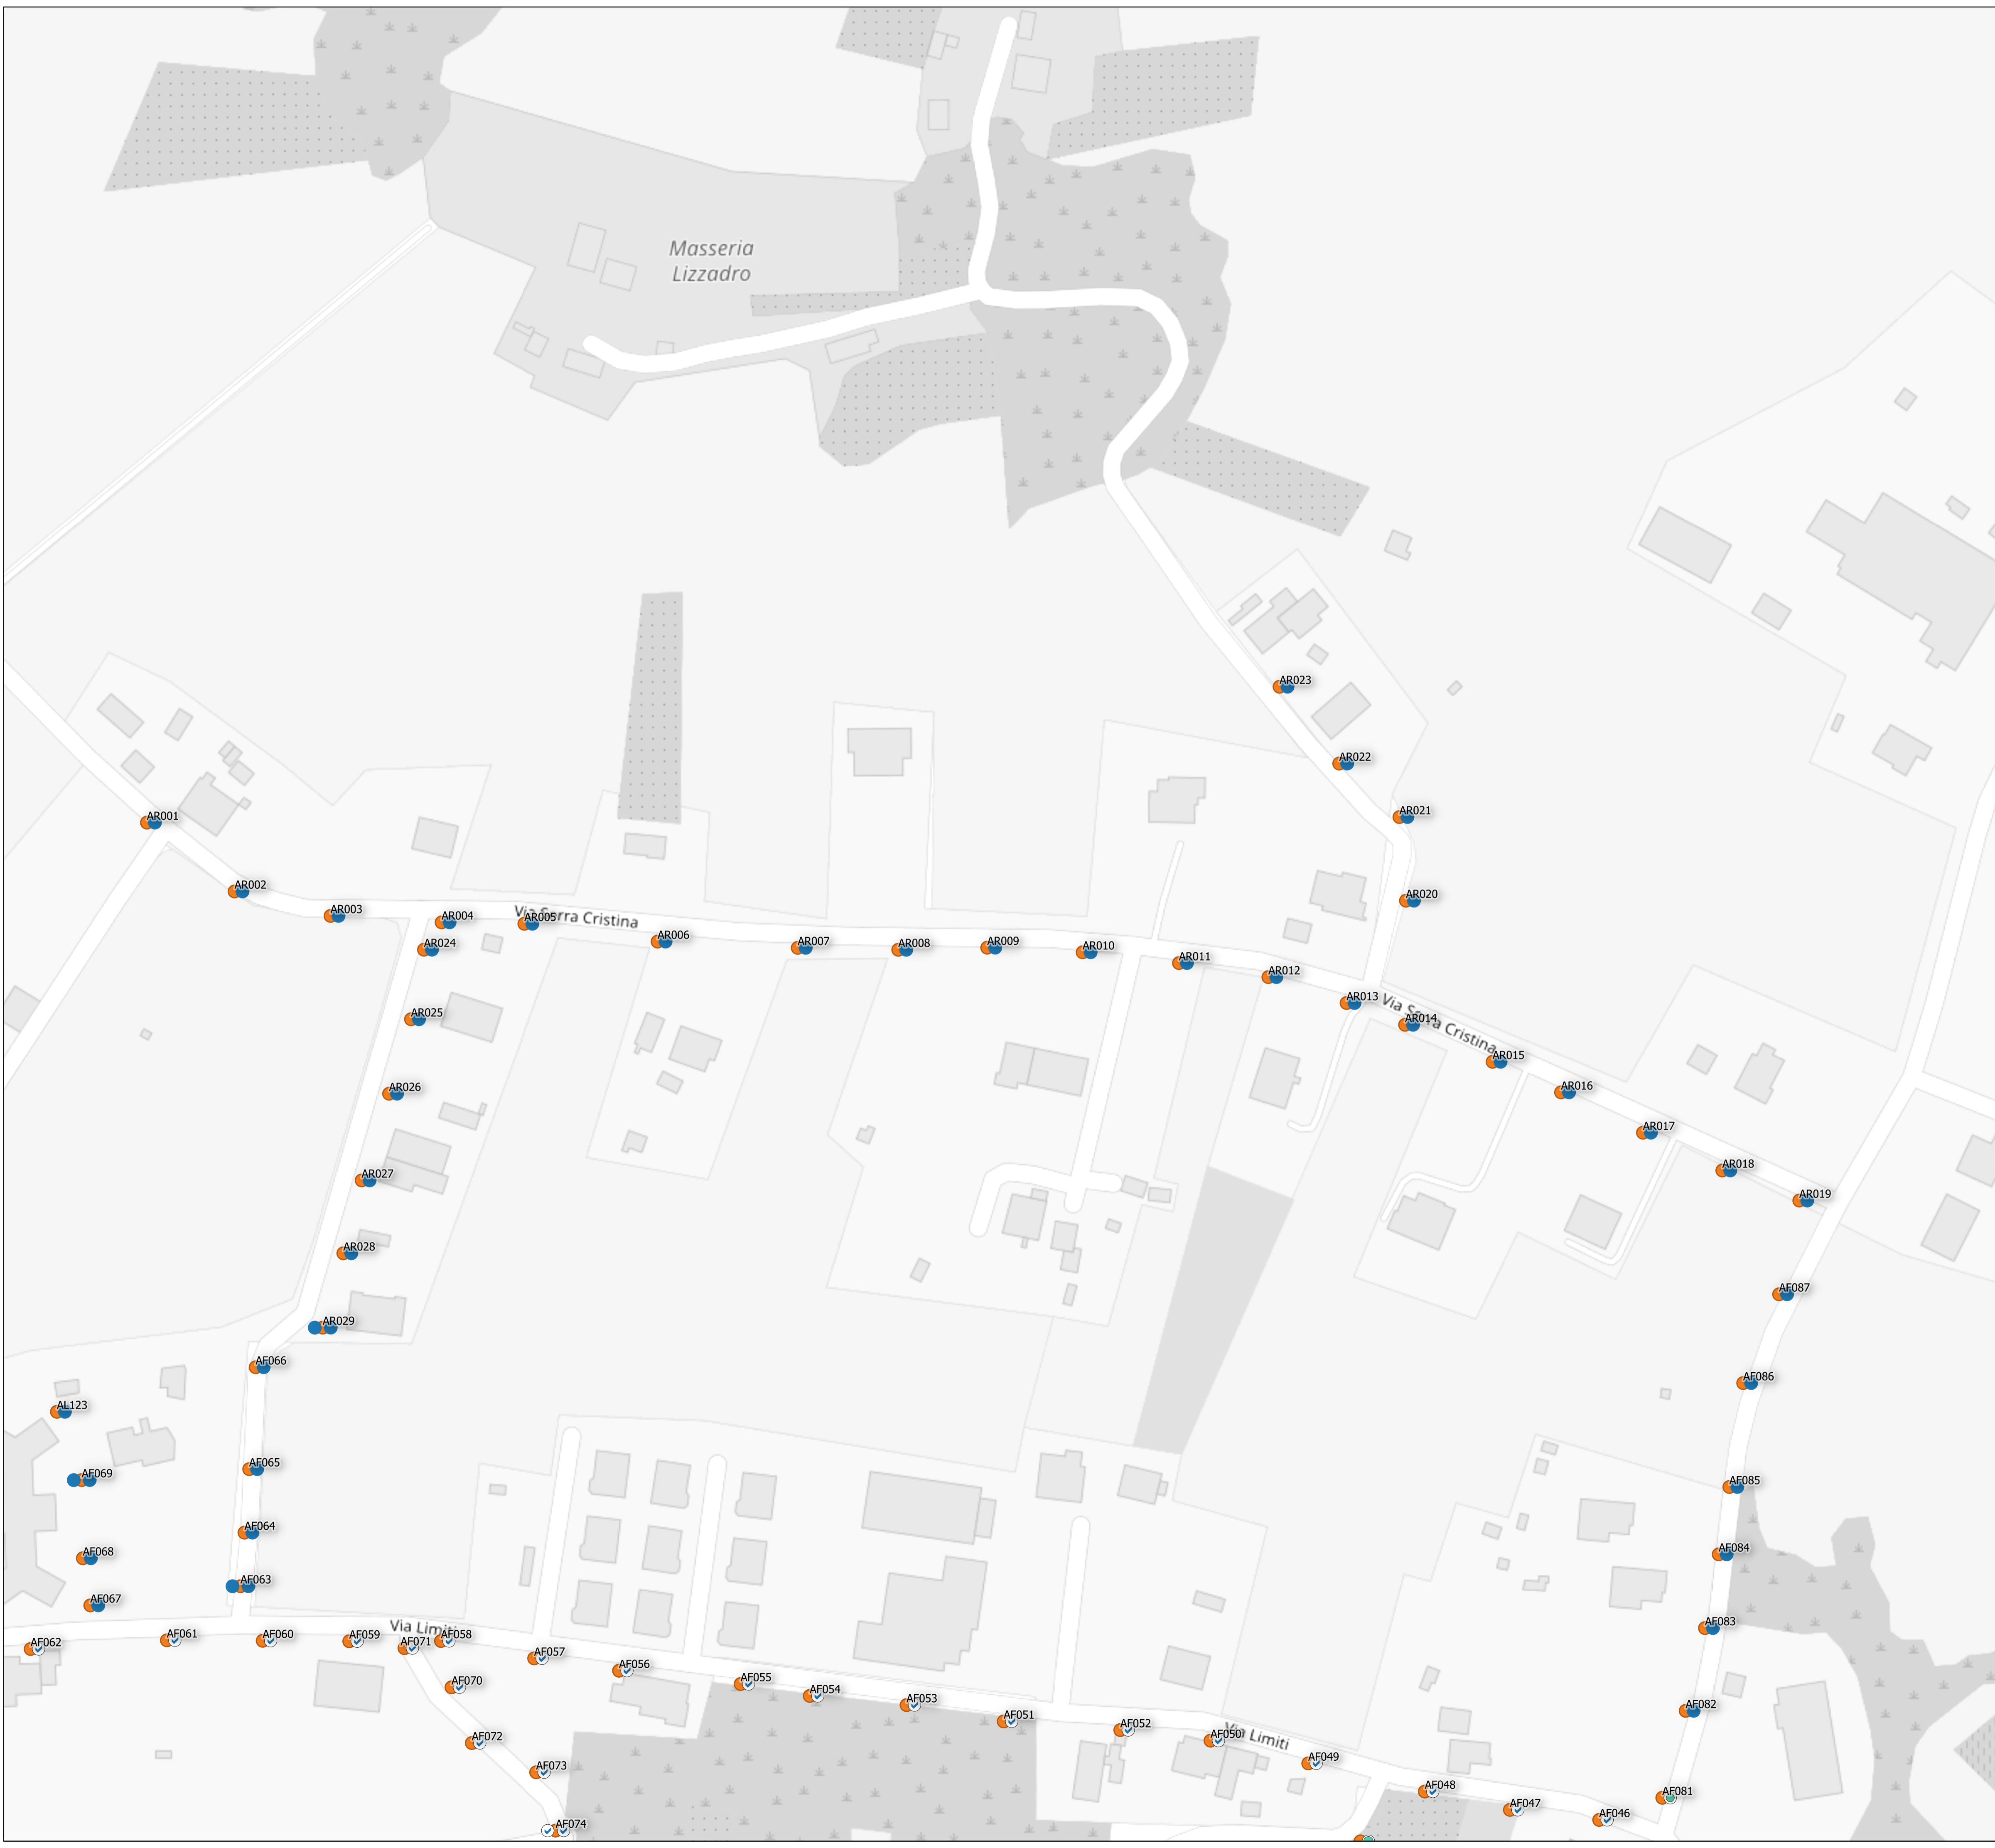 Masseria
Lizzadro
AR023
AR022
AR021
AR001
AR002
AR020
AR003
AR004
Via Serra Cristina
AR005
AR006
AR007
AR008
AR009
AR010
AR024
AR011
AR012
AR013
Via Serra Cristina
AR014
AR025
AR015
AR016
AR026
AR017
AR018
AR027
AR019
AR028
AF087
AR029
AF066
AF086
AL123
AF065
AF069
AF085
AF064
AF068
AF084
AF063
AF067
AF083
Via Limiti
AF062
AF061
AF060
AF059
AF071
AF058
AF057
AF056
AF055
AF070
AF054
AF053
AF051
AF052
AF050
Via Limiti
AF082
AF072
AF049
AF073
AF048
AF047
AF046
AF081
AF074